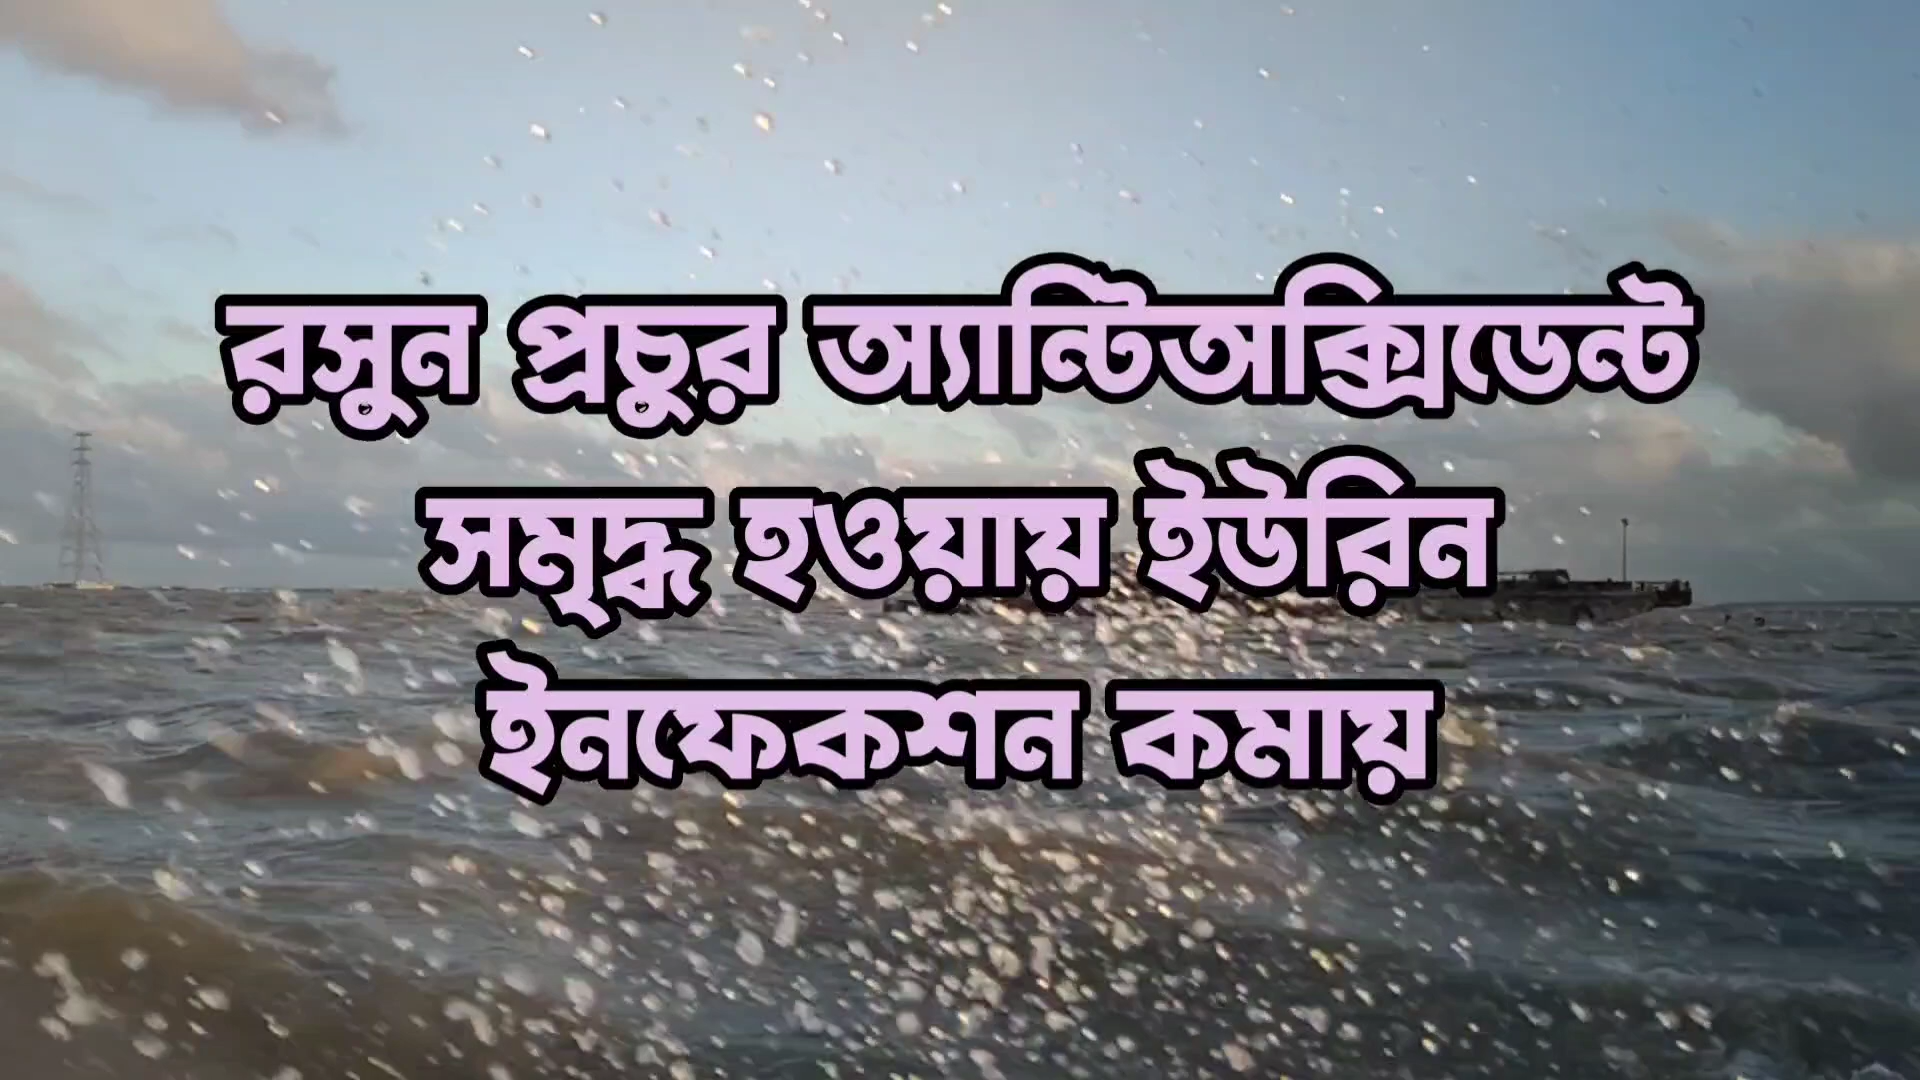 রসুন প্রচুর অ্যান্টিঅক্সিডেন্ট
সমৃদ্ধ হওয়ায় ইউরিন
ইনফেকশন কমায়